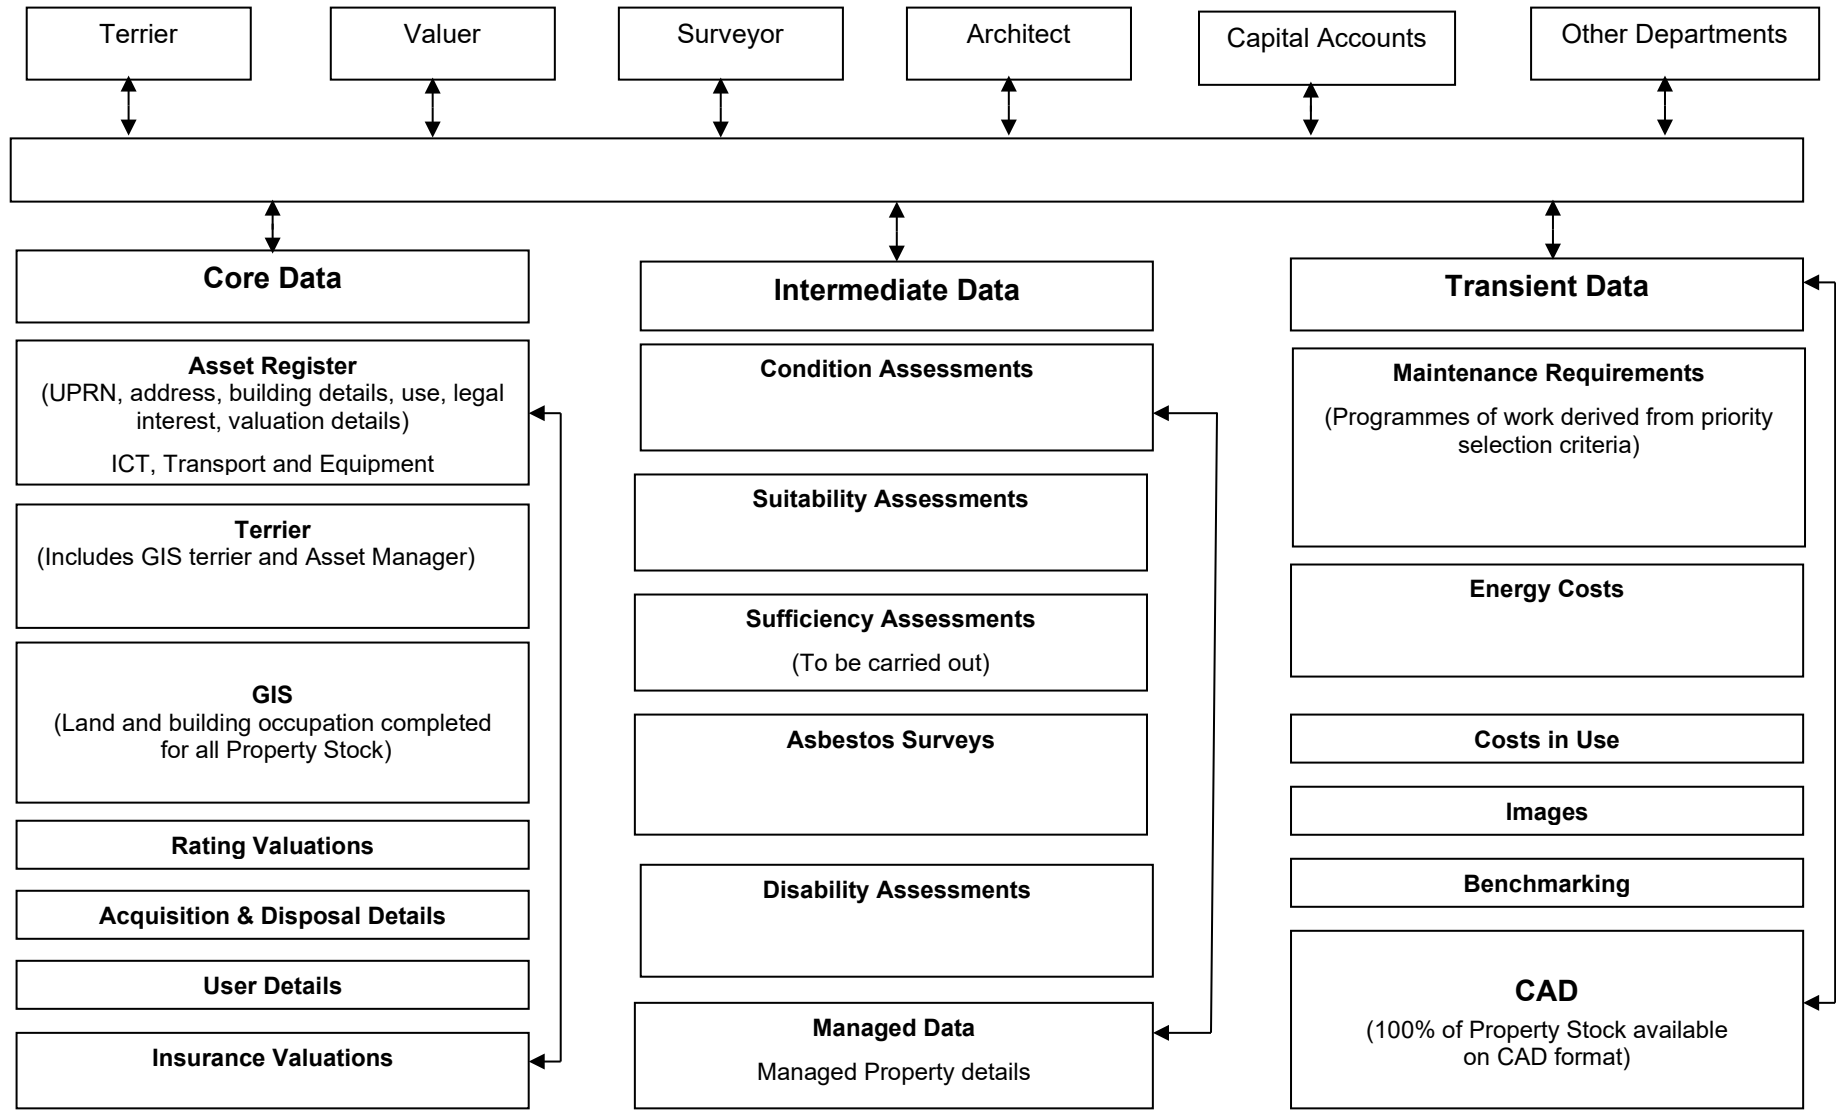 Terrier
Valuer
Surveyor
Architect
Capital Accounts
Other Departments
Core Data
Asset Register
(UPRN, address, building details, use, legal
interest, valuation details)
ICT, Transport and Equipment
Terrier
(Includes GIS terrier and Asset Manager)
GIS
(Land and building occupation completed
for all Property Stock)
Rating Valuations
Acquisition & Disposal Details
User Details
Insurance Valuations
Intermediate Data
Condition Assessments
Suitability Assessments
Sufficiency Assessments
(To be carried out)
Asbestos Surveys
Disability Assessments
Managed Data
Managed Property details
Transient Data
Maintenance Requirements
(Programmes of work derived from priority
selection criteria)
Energy Costs
Costs in Use
Images
Benchmarking
CAD
(100% of Property Stock available
on CAD format)